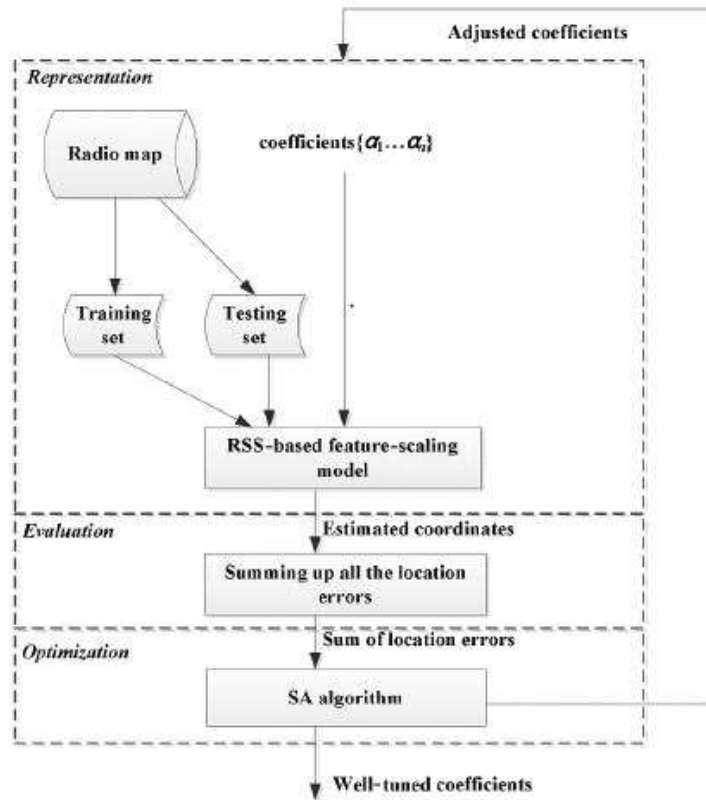 Adjusted coefficients
Representation
Radio map
coefficients{α₁…αₙ}
Training
set
Testing
set
RSS-based feature-scaling
model
Evaluation
Estimated coordinates
Summing up all the location
errors
Optimization
Sum of location errors
SA algorithm
Well-tuned coefficients